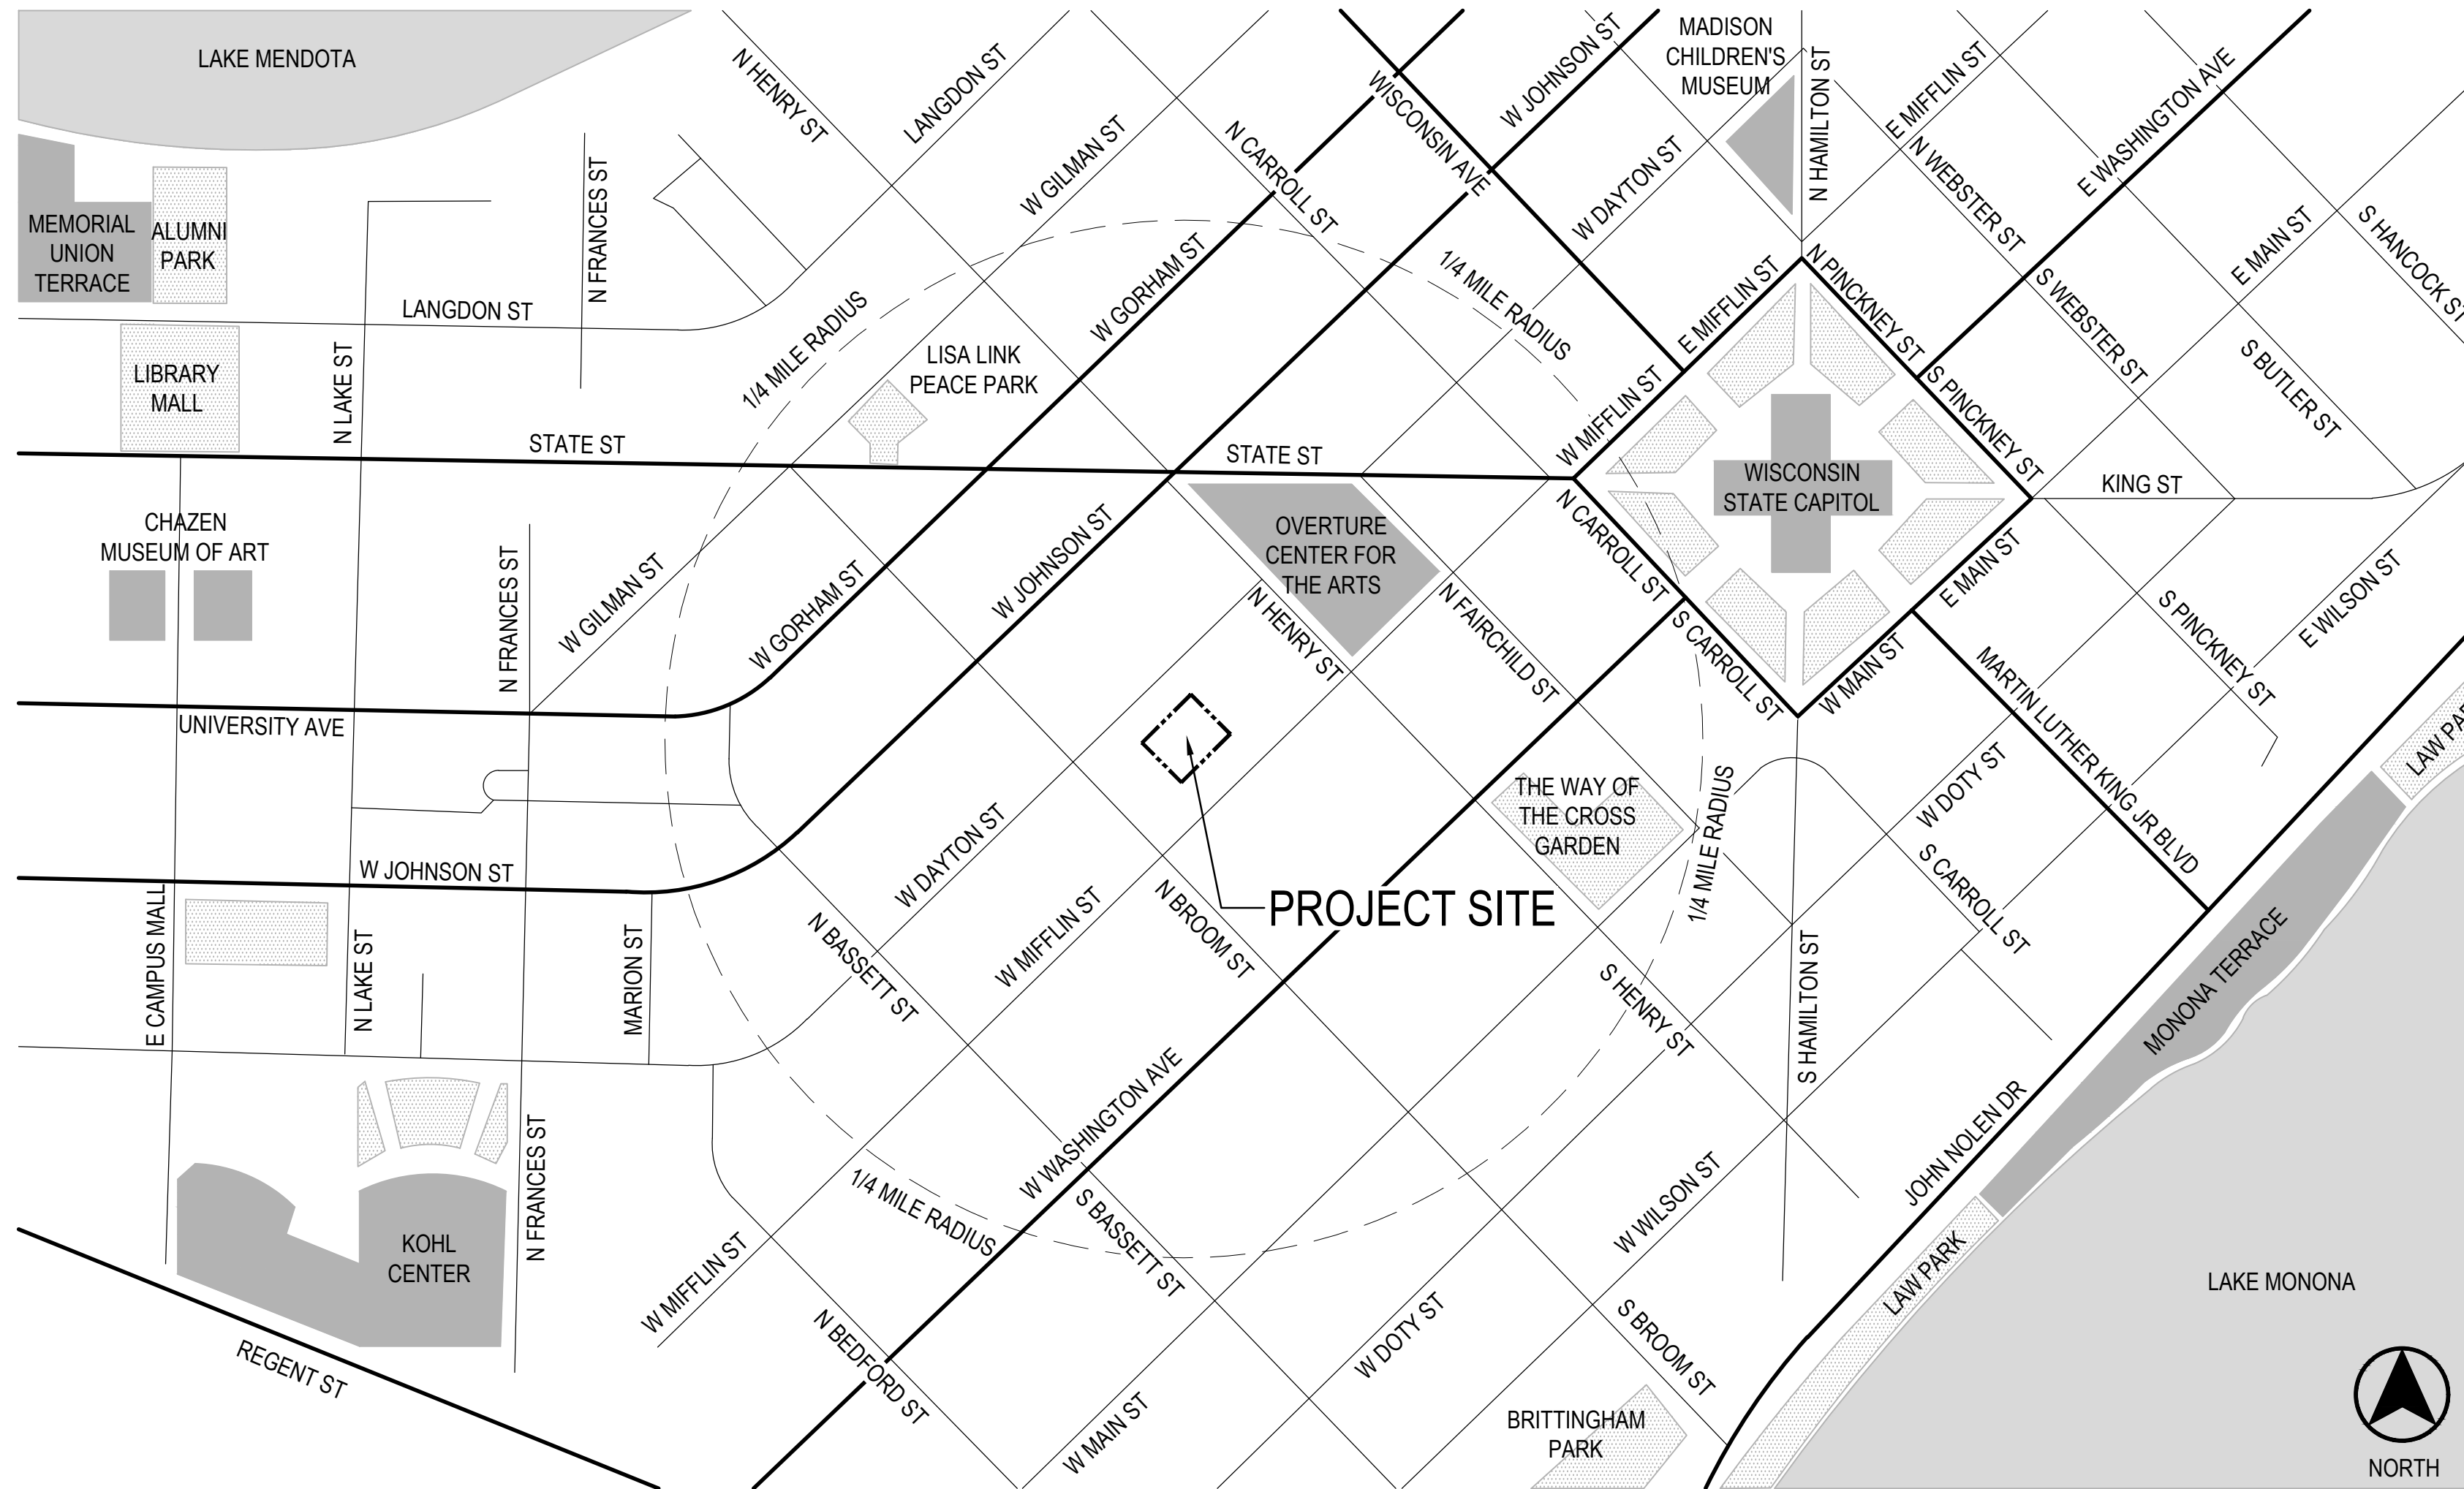 LAKE MENDOTA
N HENRY ST
LANGDON ST
W GILMAN ST
N CARROLL ST
WISCONSIN AVE
W JOHNSON ST
MADISON
CHILDREN'S
MUSEUM
N HAMILTON ST
E MIFFLIN ST
E WASHINGTON AVE
N WEBSTER ST
W DAYTON ST
N FRANCES ST
MEMORIAL
UNION
TERRACE
ALUMNI
PARK
LANGDON ST
1/4 MILE RADIUS
W GORHAM ST
1/4 MILE RADIUS
E MIFFLIN ST
N PINCKNEY ST
S WEBSTER ST
E MAIN ST
S HANCOCK ST
LIBRARY
MALL
N LAKE ST
LISA LINK
PEACE PARK
W MIFFLIN ST
S PINCKNEY ST
S BUTLER ST
STATE ST
STATE ST
WISCONSIN
STATE CAPITOL
KING ST
CHAZEN
MUSEUM OF ART
N FRANCES ST
W GILMAN ST
W GORHAM ST
W JOHNSON ST
OVERTURE
CENTER FOR
THE ARTS
N HENRY ST
N FAIRCHILD ST
N CARROLL ST
S CARROLL ST
W MAIN ST
E MAIN ST
S PINCKNEY ST
E WILSON ST
MARTIN LUTHER KING JR BLVD
UNIVERSITY AVE
W DOTY ST
THE WAY OF
THE CROSS
GARDEN
1/4 MILE RADIUS
W JOHNSON ST
W DAYTON ST
W MIFFLIN ST
N BROOM ST
PROJECT SITE
S CARROLL ST
E CAMPUS MALL
N LAKE ST
MARION ST
N BASSETT ST
S HENRY ST
S HAMILTON ST
MONONA TERRACE
LAW PA
N FRANCES ST
W WASHINGTON AVE
1/4 MILE RADIUS
S BASSETT ST
W WILSON ST
JOHN NOLEN DR
LAW PARK
LAKE MONONA
KOHL
CENTER
W MIFFLIN ST
N BEDFORD ST
W DOTY ST
S BROOM ST
REGENT ST
W MAIN ST
BRITTINGHAM
PARK
NORTH